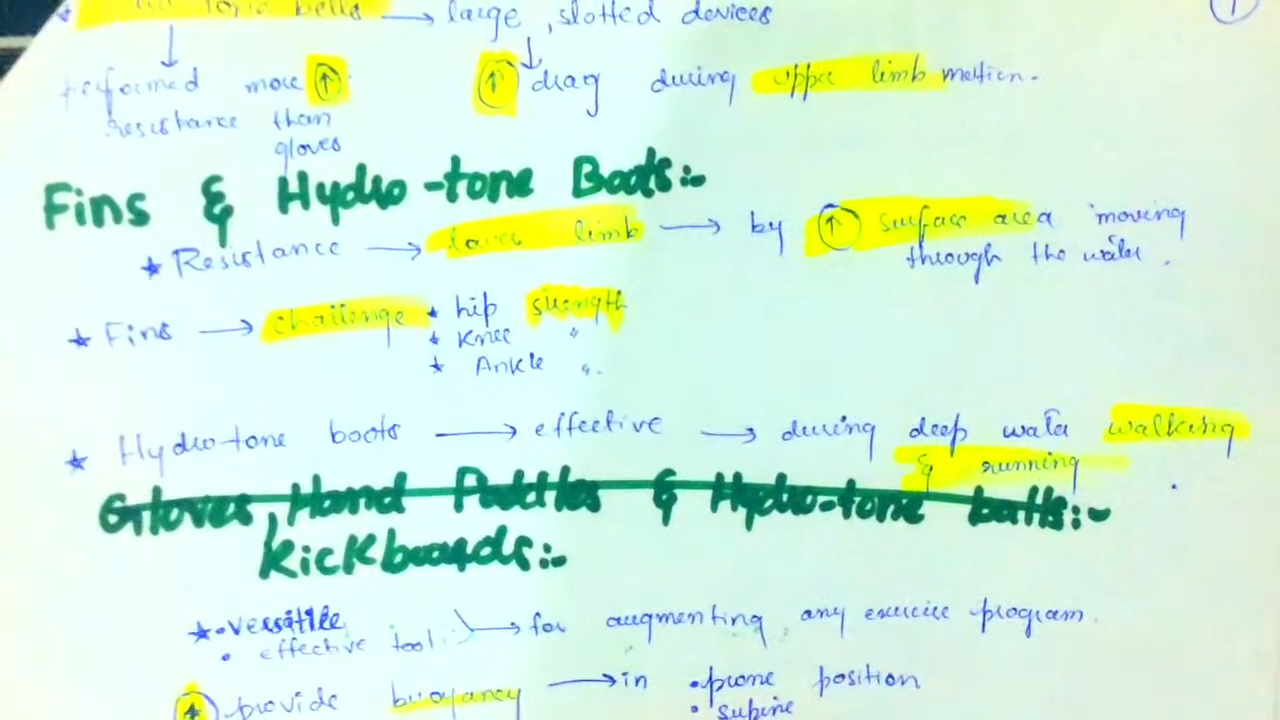 tone bells → large, slotted devices
↓ ↓
performed more ↑ ↑ drag during upper limb motion.
resistance than
gloves
Fins & Hydro-tone Boots:-
★ Resistance → lower limb → by ↑ surface area moving
through the water.
★ Fins → challenge ★ hip strength
★ Knee "
★ Ankle ".
★ Hydro-tone boots → effective → during deep water walking
& running
Gloves, Hand Paddles & Hydro-tone balls:-
Kickboards:-
★ • versatile
• effective tool: → for augmenting any exercise program.
↑ provide buoyancy → in • prone position
• supine